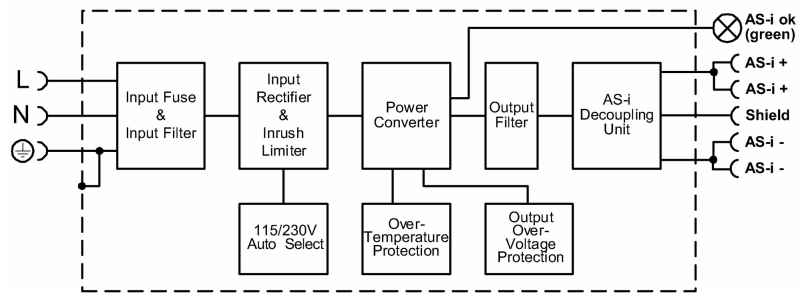 L
N
Input Fuse
&
Input Filter
Input
Rectifier
&
Inrush
Limiter
Power
Converter
Output
Filter
AS-i
Decoupling
Unit
AS-i ok
(green)
AS-i +
AS-i +
Shield
AS-i -
AS-i -
115/230V
Auto Select
Over-
Temperature
Protection
Output
Over-
Voltage
Protection